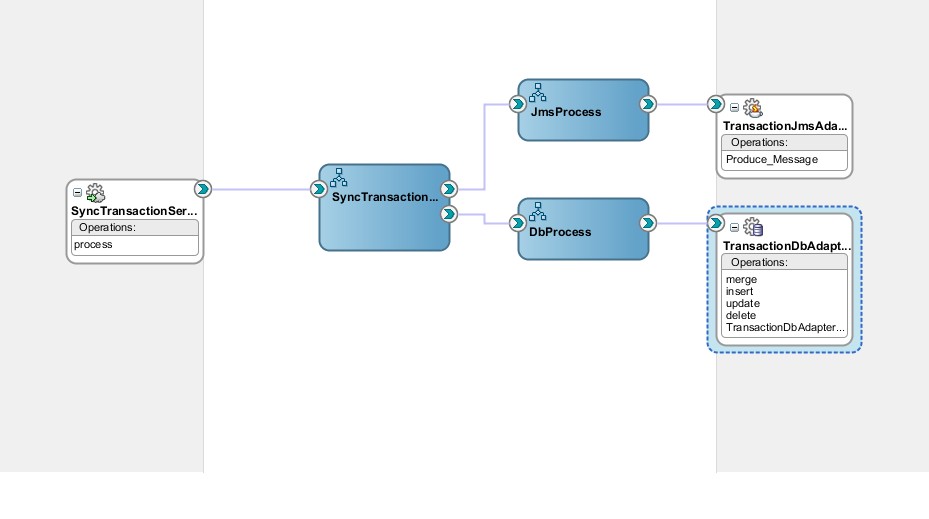 SyncTransactionSer...
Operations:
process
SyncTransaction...
JmsProcess
DbProcess
TransactionJmsAda...
Operations:
Produce_Message
TransactionDbAdapt...
Operations:
merge
insert
update
delete
TransactionDbAdapter...